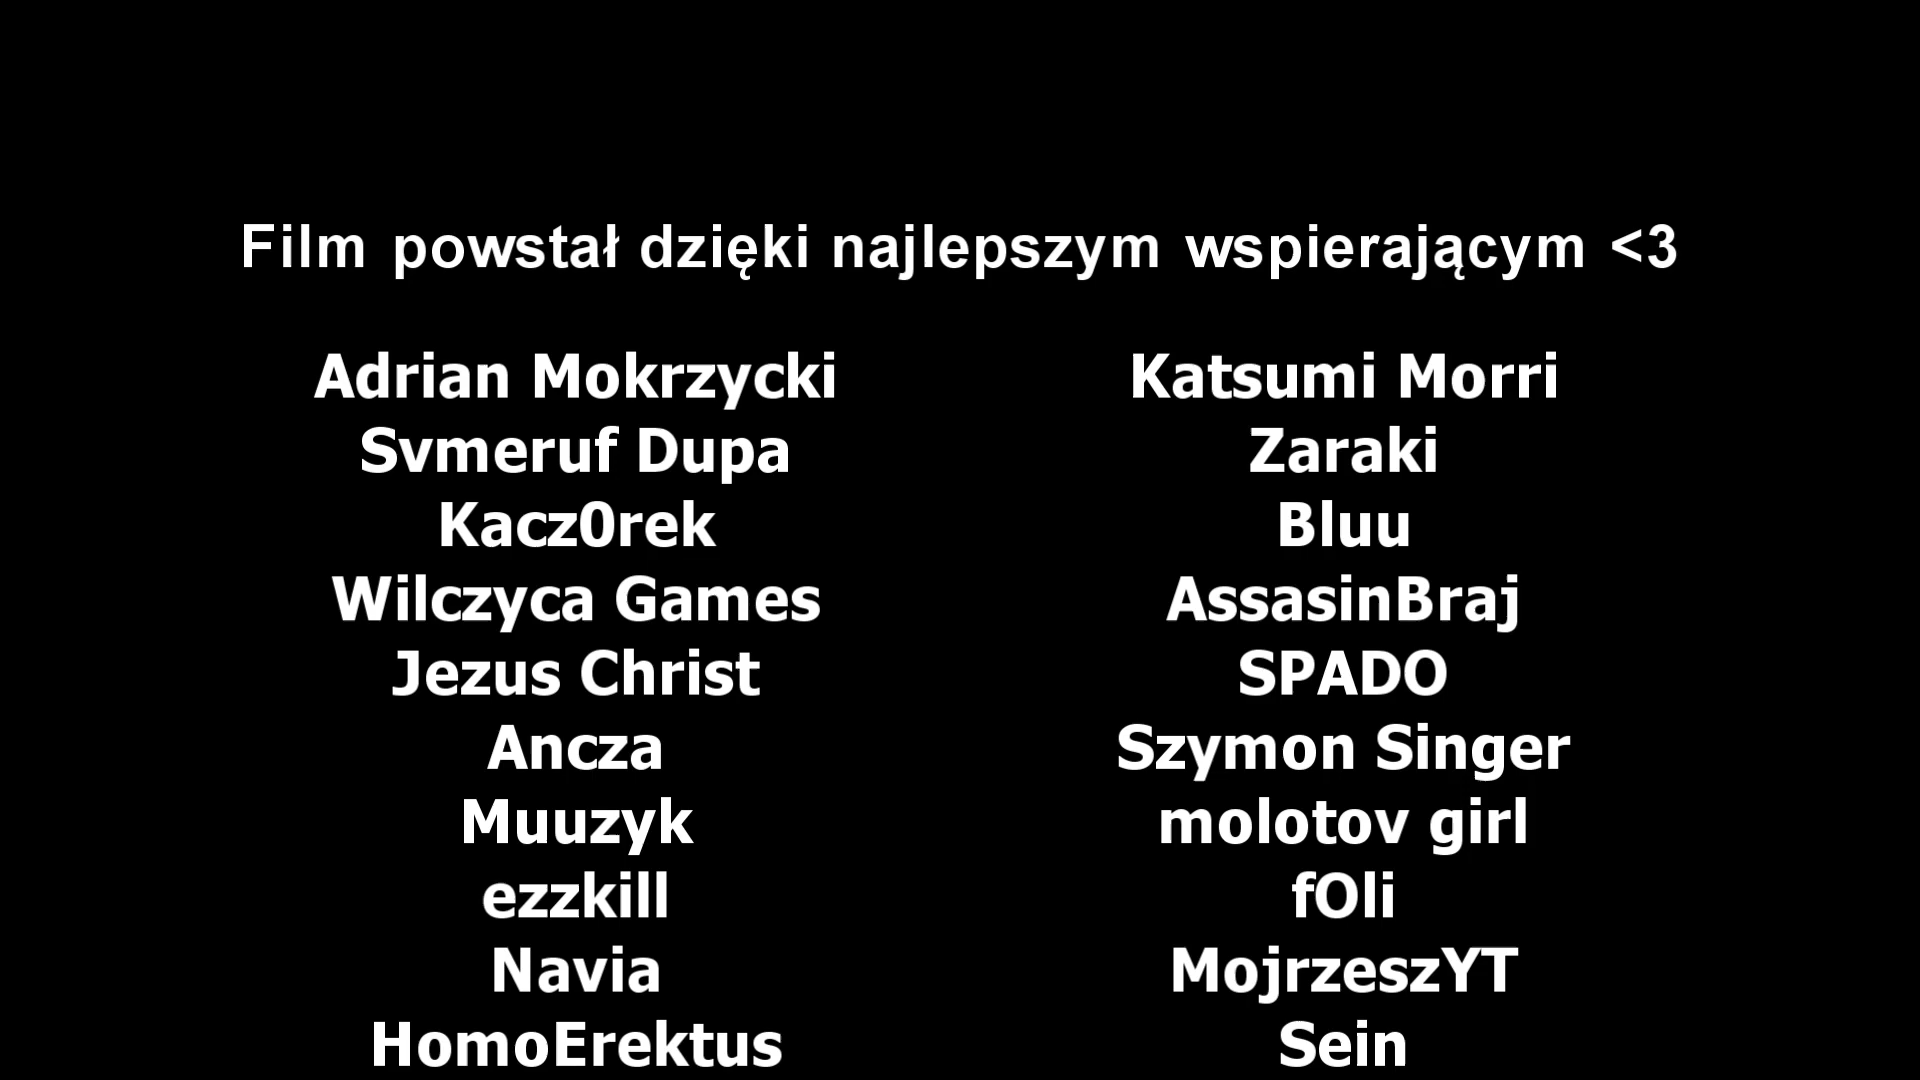 Film powstał dzięki najlepszym wspierającym <3
Adrian Mokrzycki
Svmeruf Dupa
Kacz0rek
Wilczyca Games
Jezus Christ
Ancza
Muuzyk
ezzkill
Navia
HomoErektus
Katsumi Morri
Zaraki
Bluu
AssasinBraj
SPADO
Szymon Singer
molotov girl
fOli
MojrzeszYT
Sein